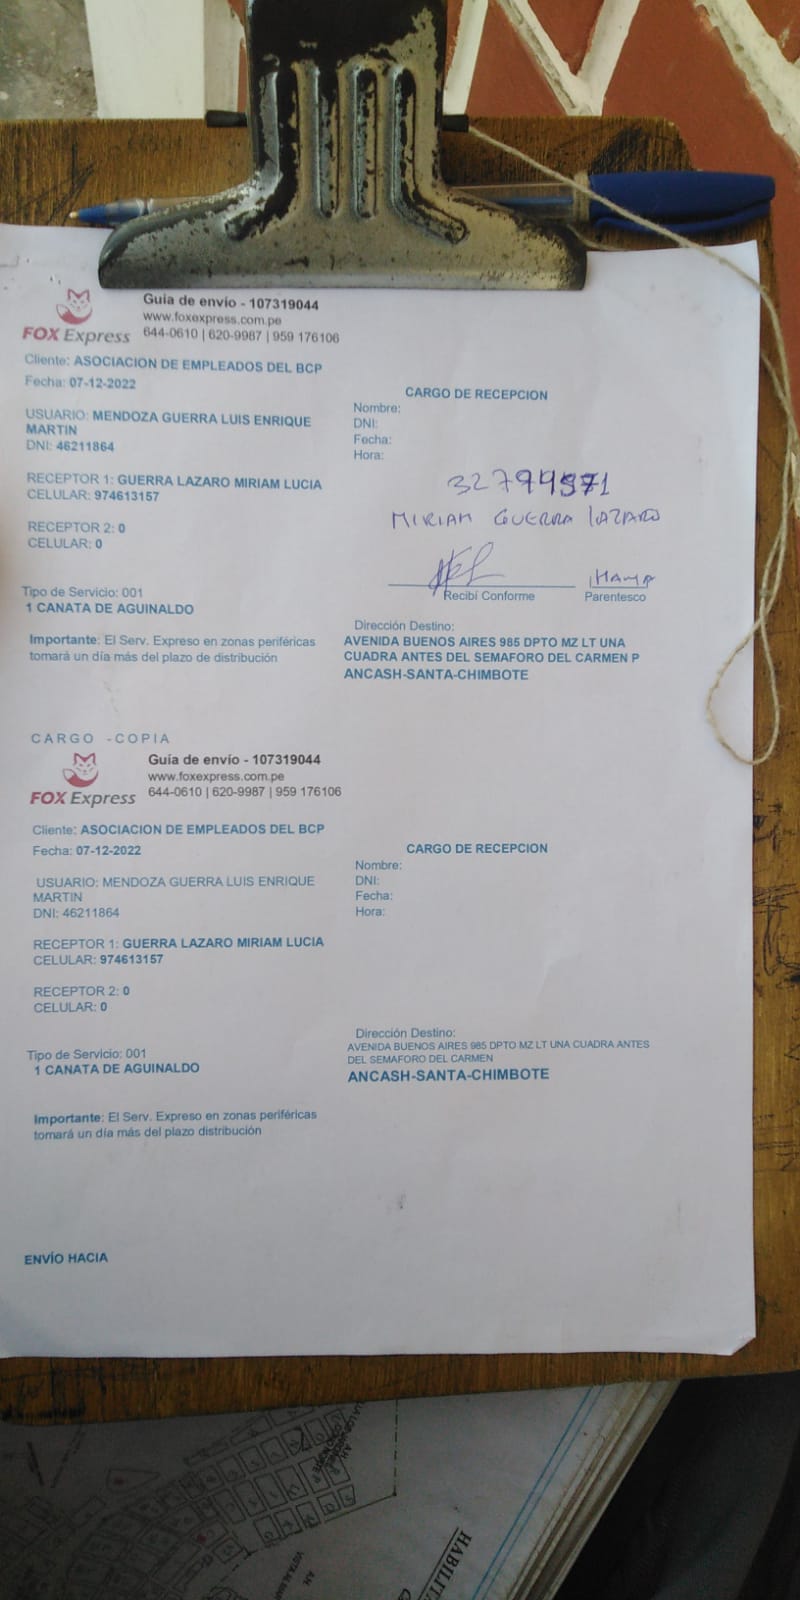 FOX Express
Guía de envío - 107319044
www.foxexpress.com.pe
644-0610 | 620-9987 | 959 176106
Cliente: ASOCIACION DE EMPLEADOS DEL BCP
Fecha: 07-12-2022
USUARIO: MENDOZA GUERRA LUIS ENRIQUE
MARTIN
DNI: 46211864
RECEPTOR 1: GUERRA LAZARO MIRIAM LUCIA
CELULAR: 974613157
RECEPTOR 2: 0
CELULAR: 0
Tipo de Servicio: 001
1 CANATA DE AGUINALDO
Importante: El Serv. Expreso en zonas periféricas
tomará un día más del plazo de distribución
CARGO DE RECEPCION
Nombre:
DNI:
Fecha:
Hora:
MIRIAM GUERRA LAZARO
Recibí Conforme
Parentesco
Dirección Destino:
AVENIDA BUENOS AIRES 985 DPTO MZ LT UNA
CUADRA ANTES DEL SEMAFORO DEL CARMEN P
ANCASH-SANTA-CHIMBOTE
CARGO -COPIA
FOX Express
Guía de envío - 107319044
www.foxexpress.com.pe
644-0610 | 620-9987 | 959 176106
Cliente: ASOCIACION DE EMPLEADOS DEL BCP
Fecha: 07-12-2022
USUARIO: MENDOZA GUERRA LUIS ENRIQUE
MARTIN
DNI: 46211864
RECEPTOR 1: GUERRA LAZARO MIRIAM LUCIA
CELULAR: 974613157
RECEPTOR 2: 0
CELULAR: 0
Tipo de Servicio: 001
1 CANATA DE AGUINALDO
Importante: El Serv. Expreso en zonas periféricas
tomará un día más del plazo distribución
CARGO DE RECEPCION
Nombre:
DNI:
Fecha:
Hora:
Dirección Destino:
AVENIDA BUENOS AIRES 985 DPTO MZ LT UNA CUADRA ANTES
DEL SEMAFORO DEL CARMEN
ANCASH-SANTA-CHIMBOTE
ENVÍO HACIA